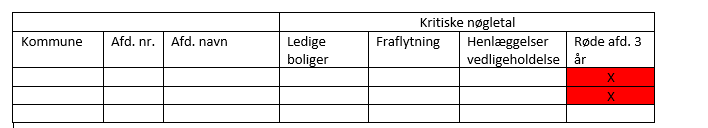 Kritiske nøgletal
Kommune Afd. nr. Afd. navn Ledige boliger Fraflytning Henlæggelser vedligeholdelse Røde afd. 3 år
X
X